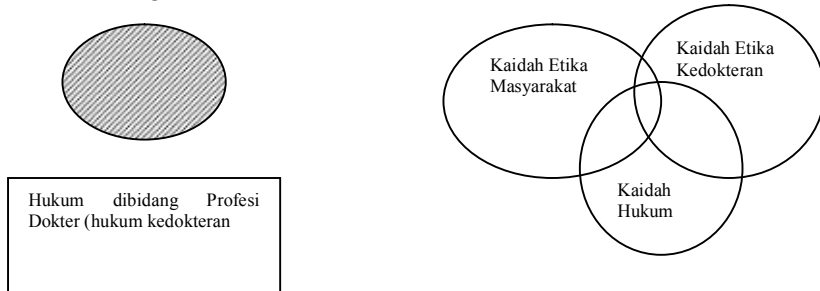 Hukum dibidang Profesi
Dokter (hukum kedokteran
Kaidah Etika
Masyarakat
Kaidah Etika
Kedokteran
Kaidah
Hukum